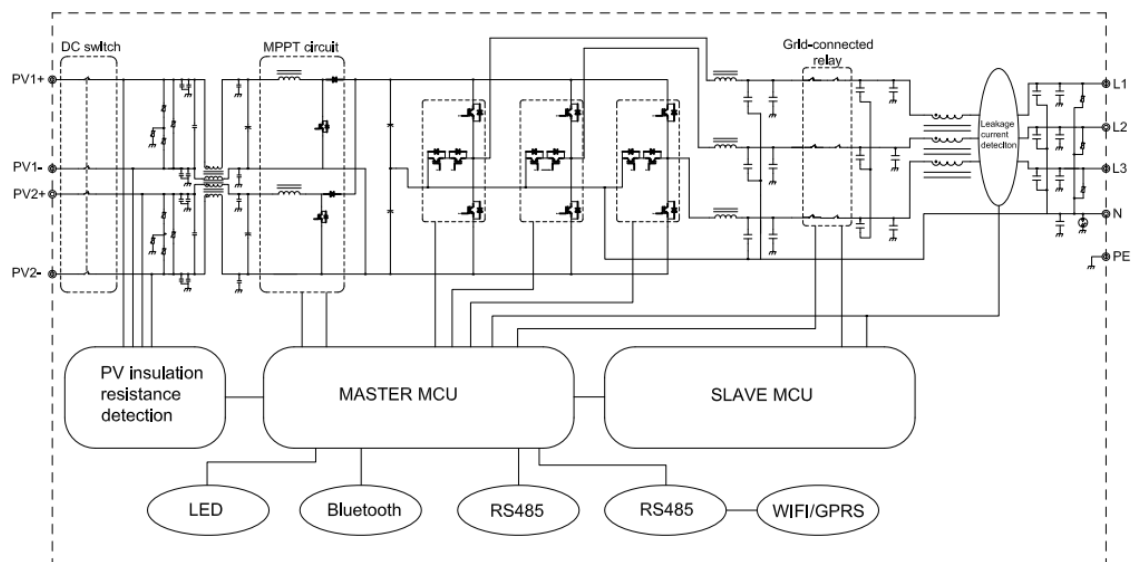 DC switch
MPPT circuit
Grid-connected
relay
PV1+
PV1-
PV2+
PV2-
Leakage
current
detection
L1
L2
L3
N
PE
PV insulation
resistance
detection
MASTER MCU
SLAVE MCU
LED
Bluetooth
RS485
RS485
WIFI/GPRS